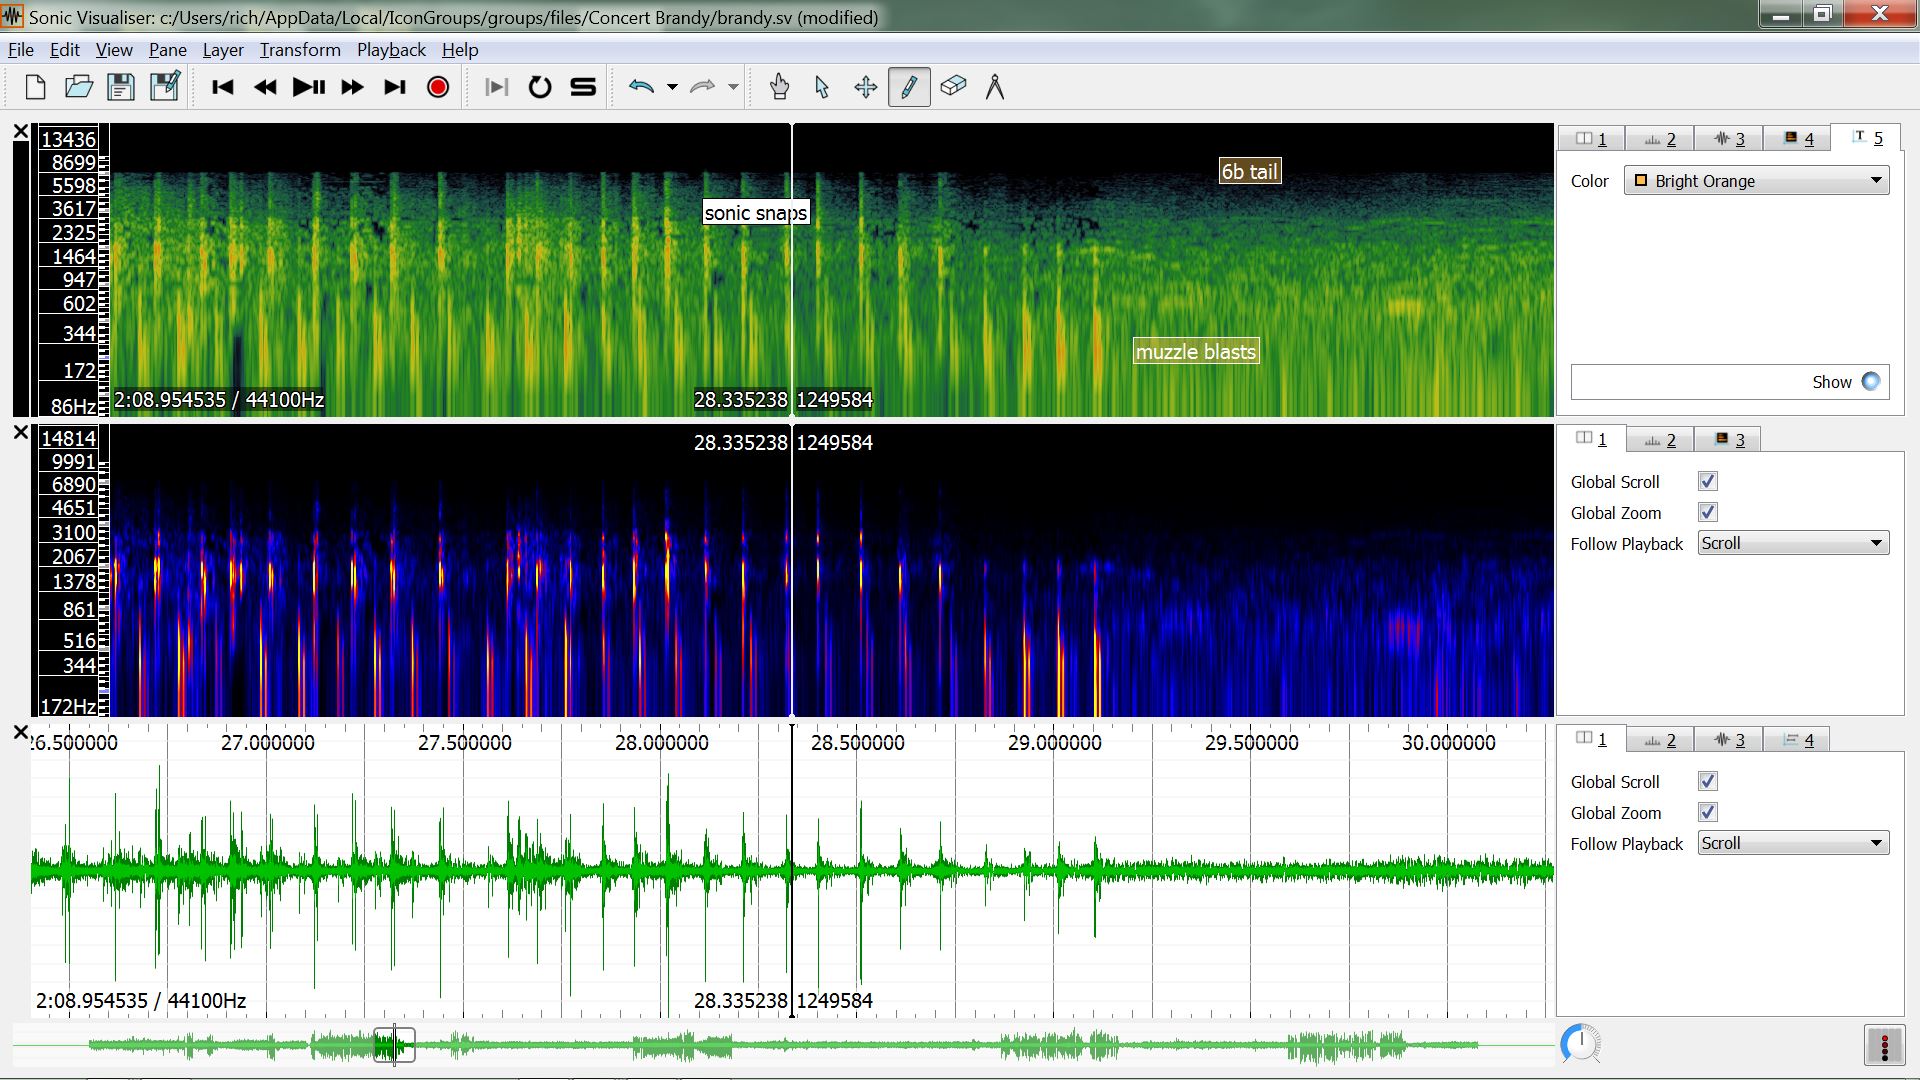 Sonic Visualiser: c:/Users/rich/AppData/Local/IconGroups/groups/files/Concert Brandy/brandy.sv (modified)
File Edit View Pane Layer Transform Playback Help
13436
8699
5598
3617
2325
1464
947
602
344
172
86Hz
6b tail
sonic snaps
muzzle blasts
2:08.954535 / 44100Hz
28.335238 1249584
1 2 3 4 T 5
Color Bright Orange
Show
14814
9991
6890
4651
3100
2067
1378
861
516
344
172Hz
28.335238 1249584
1 2 3
Global Scroll
Global Zoom
Follow Playback Scroll
26.500000 27.000000 27.500000 28.000000 28.500000 29.000000 29.500000 30.000000
2:08.954535 / 44100Hz
28.335238 1249584
1 2 3 4
Global Scroll
Global Zoom
Follow Playback Scroll